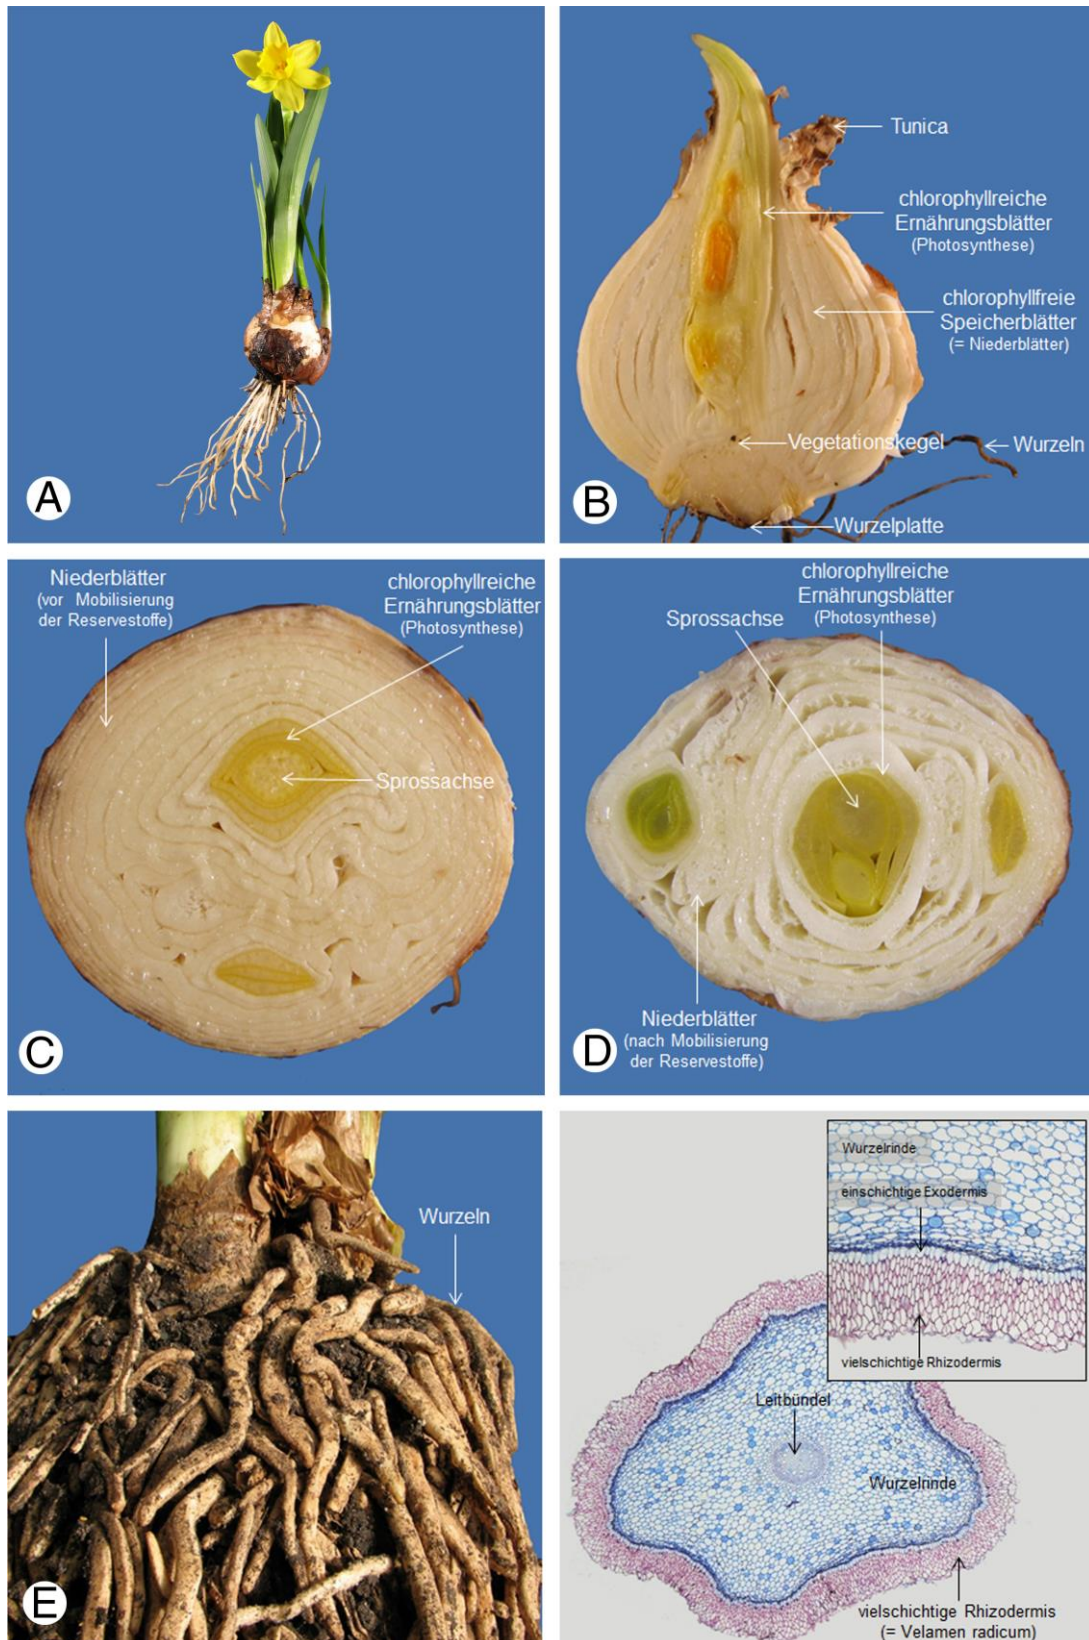 A
Tunica
chlorophyllreiche
Ernährungsblätter
(Photosynthese)
chlorophyllfreie
Speicherblätter
(= Niederblätter)
Vegetationskegel
Wurzeln
Wurzelplatte
B
Niederblätter
(vor Mobilisierung
der Reservestoffe)
chlorophyllreiche
Ernährungsblätter
(Photosynthese)
Sprossachse
C
chlorophyllreiche
Ernährungsblätter
(Photosynthese)
Sprossachse
Niederblätter
(nach Mobilisierung
der Reservestoffe)
D
Wurzeln
E
Wurzelrinde
einschichtige Exodermis
vielschichtige Rhizodermis
Leitbündel
Wurzelrinde
vielschichtige Rhizodermis
(= Velamen radicum)